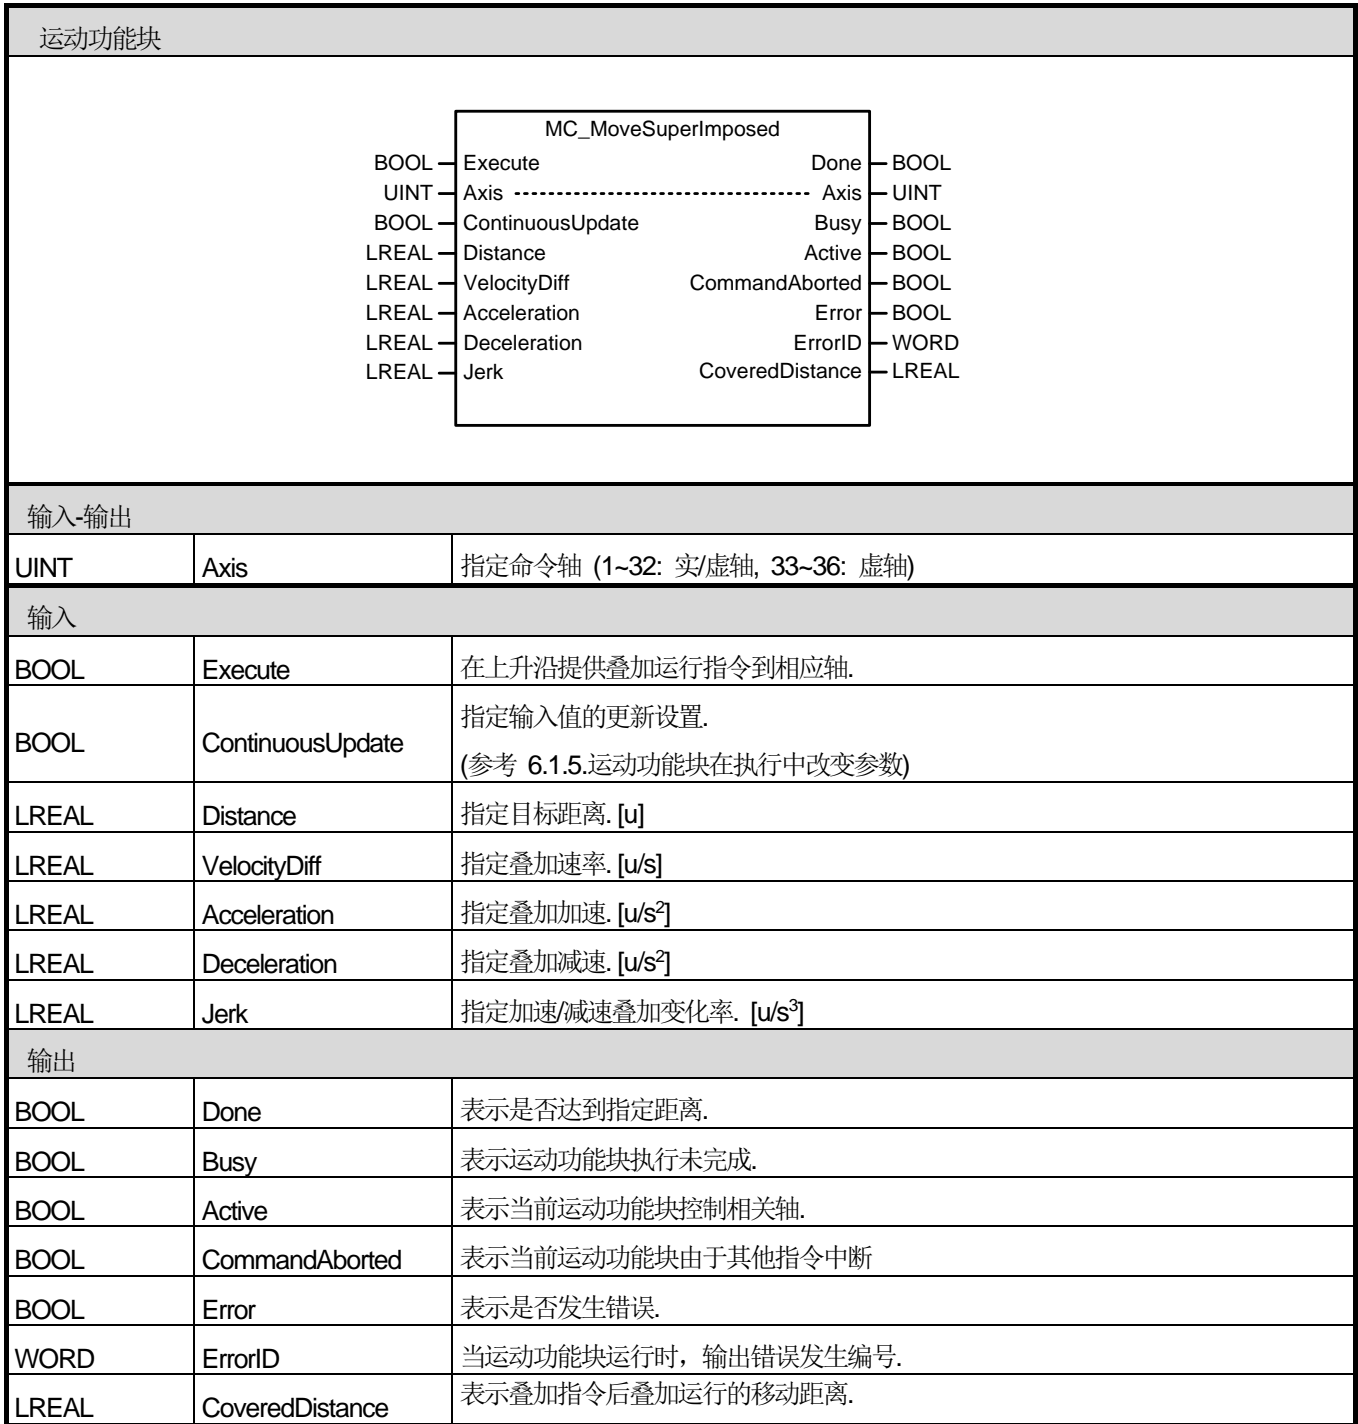 运动功能块
MC_MoveSuperImposed
BOOL Execute Done BOOL
UINT Axis Axis UINT
BOOL ContinuousUpdate Busy BOOL
LREAL Distance Active BOOL
LREAL VelocityDiff CommandAborted BOOL
LREAL Acceleration Error BOOL
LREAL Deceleration ErrorID WORD
LREAL Jerk CoveredDistance LREAL
输入-输出
UINT Axis 指定命令轴 (1~32: 实/虚轴, 33~36: 虚轴)
输入
BOOL Execute 在上升沿提供叠加运行指令到相应轴.
BOOL ContinuousUpdate 指定输入值的更新设置.
(参考 6.1.5.运动功能块在执行中改变参数)
LREAL Distance 指定目标距离. [u]
LREAL VelocityDiff 指定叠加速率. [u/s]
LREAL Acceleration 指定叠加加速. [u/s²]
LREAL Deceleration 指定叠加减速. [u/s²]
LREAL Jerk 指定加速/减速叠加变化率. [u/s³]
输出
BOOL Done 表示是否达到指定距离.
BOOL Busy 表示运动功能块执行未完成.
BOOL Active 表示当前运动功能块控制相关轴.
BOOL CommandAborted 表示当前运动功能块由于其他指令中断
BOOL Error 表示是否发生错误.
WORD ErrorID 当运动功能块运行时，输出错误发生编号.
LREAL CoveredDistance 表示叠加指令后叠加运行的移动距离.